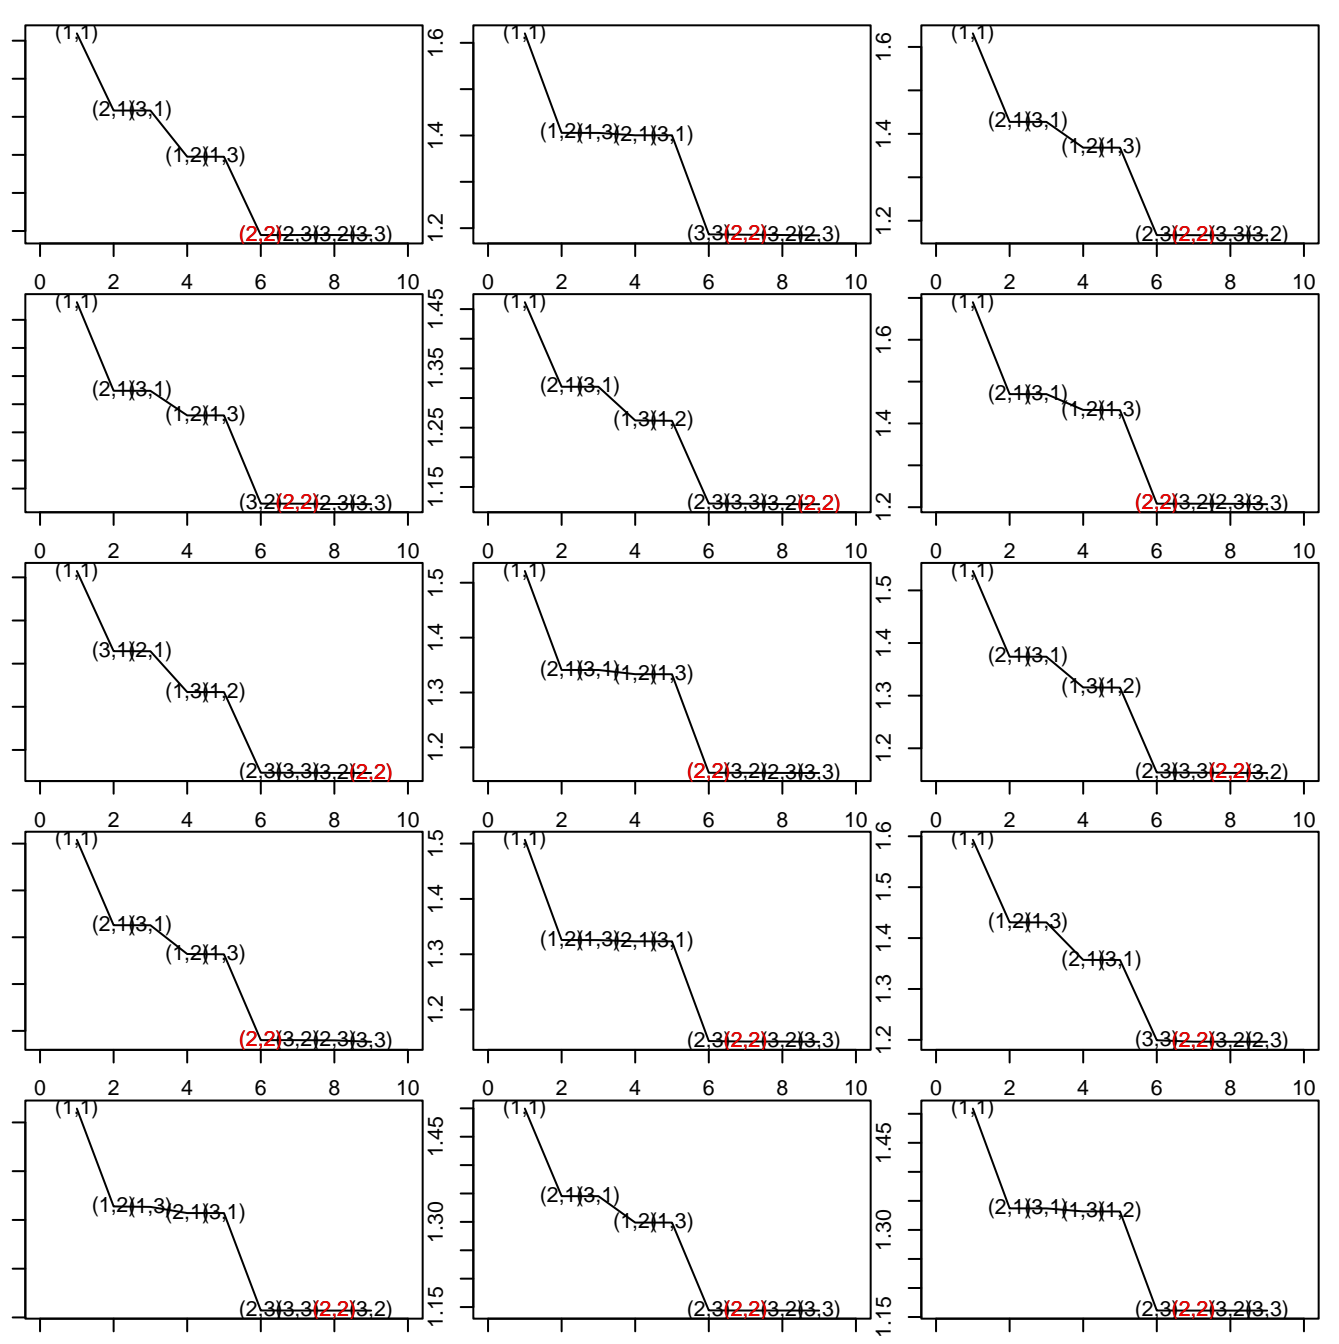 (1,1) (1,1) (1,1)
1.6 1.6
(2,1) (3,1) (1,2) (1,3) (2,1) (3,1) (2,1) (3,1)
1.4 1.4
(1,2) (1,3) (1,2) (1,3)
1.2 1.2
(2,2) (2,3) (3,2) (3,3) (3,3) (2,2) (3,2) (2,3) (2,3) (2,2) (3,3) (3,2)
0 2 4 6 8 10 0 2 4 6 8 10 0 2 4 6 8 10
(1,1) (1,1) (1,1)
1.45 1.6
1.35
(2,1) (3,1) (2,1) (3,1) (2,1) (3,1)
(1,2) (1,3) (1,3) (1,2) (1,2) (1,3)
1.25 1.4
1.15 1.2
(3,2) (2,2) (2,3) (3,3) (2,3) (3,3) (3,2) (2,2) (2,2) (3,2) (2,3) (3,3)
0 2 4 6 8 10 0 2 4 6 8 10 0 2 4 6 8 10
(1,1) (1,1) (1,1)
1.5 1.5
1.4 1.4
(3,1) (2,1) (2,1) (3,1) (1,2) (1,3) (2,1) (3,1)
(1,3) (1,2) (1,3) (1,2)
1.3 1.3
1.2 1.2
(2,3) (3,3) (3,2) (2,2) (2,2) (3,2) (2,3) (3,3) (2,3) (3,3) (2,2) (3,2)
0 2 4 6 8 10 0 2 4 6 8 10 0 2 4 6 8 10
(1,1) (1,1) (1,1)
1.5 1.6
1.4 1.5
(2,1) (3,1) (1,2) (1,3) (2,1) (3,1) (1,2) (1,3)
1.3 1.4
(1,2) (1,3) (2,1) (3,1)
1.2 1.3
1.2
(2,2) (3,2) (2,3) (3,3) (2,3) (2,2) (3,2) (3,3) (3,3) (2,2) (3,2) (2,3)
0 2 4 6 8 10 0 2 4 6 8 10 0 2 4 6 8 10
(1,1) (1,1) (1,1)
1.45 1.45
(1,2) (1,3) (2,1) (3,1) (2,1) (3,1) (2,1) (3,1) (1,3) (1,2)
(1,2) (1,3)
1.30 1.30
1.15 1.15
(2,3) (3,3) (2,2) (3,2) (2,3) (2,2) (3,2) (3,3) (2,3) (2,2) (3,2) (3,3)